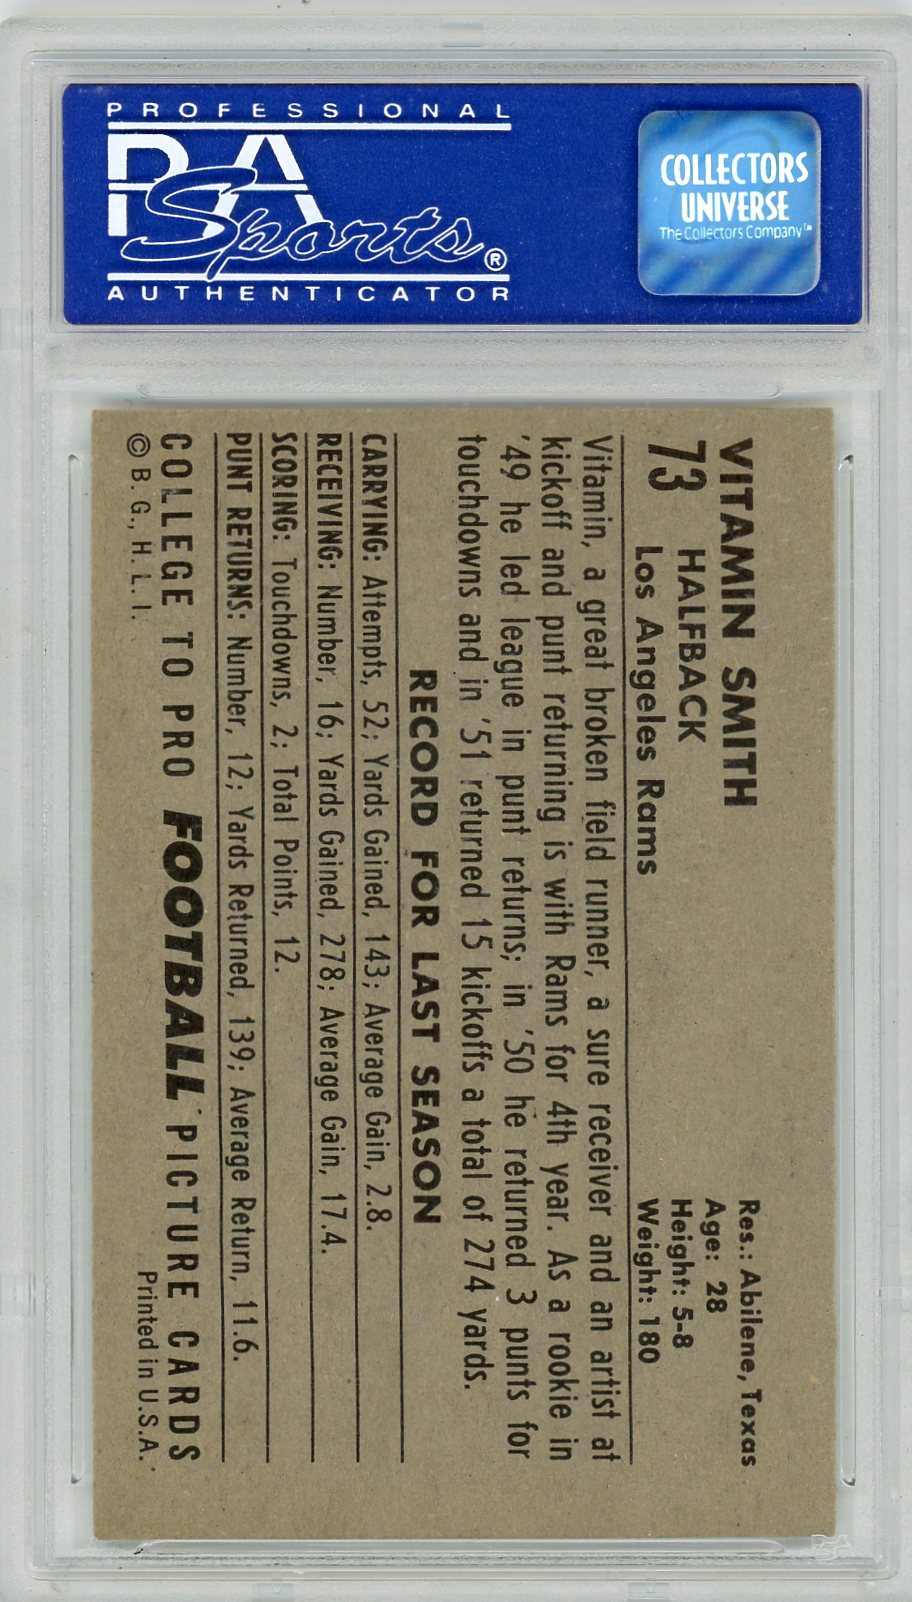 PROFESSIONAL
PSA
Sports®
AUTHENTICATOR
COLLECTORS
UNIVERSE
The Collectors Company™
VITAMIN SMITH
73
HALFBACK
Los Angeles Rams
Res.: Abilene, Texas
Age: 28
Height: 5-8
Weight: 180
Vitamin, a great broken field runner, a sure receiver and an artist at
kickoff and punt returning is with Rams for 4th year. As a rookie in
'49 he led league in punt returns; in '50 he returned 3 punts for
touchdowns and in '51 returned 15 kickoffs a total of 274 yards.
RECORD FOR LAST SEASON
CARRYING: Attempts, 52; Yards Gained, 143; Average Gain, 2.8.
RECEIVING: Number, 16; Yards Gained, 278; Average Gain, 17.4.
SCORING: Touchdowns, 2; Total Points, 12.
PUNT RETURNS: Number, 12; Yards Returned, 139; Average Return, 11.6.
COLLEGE TO PRO FOOTBALL PICTURE CARDS
© B. G., H. L. I.
Printed in U.S.A.
PSA